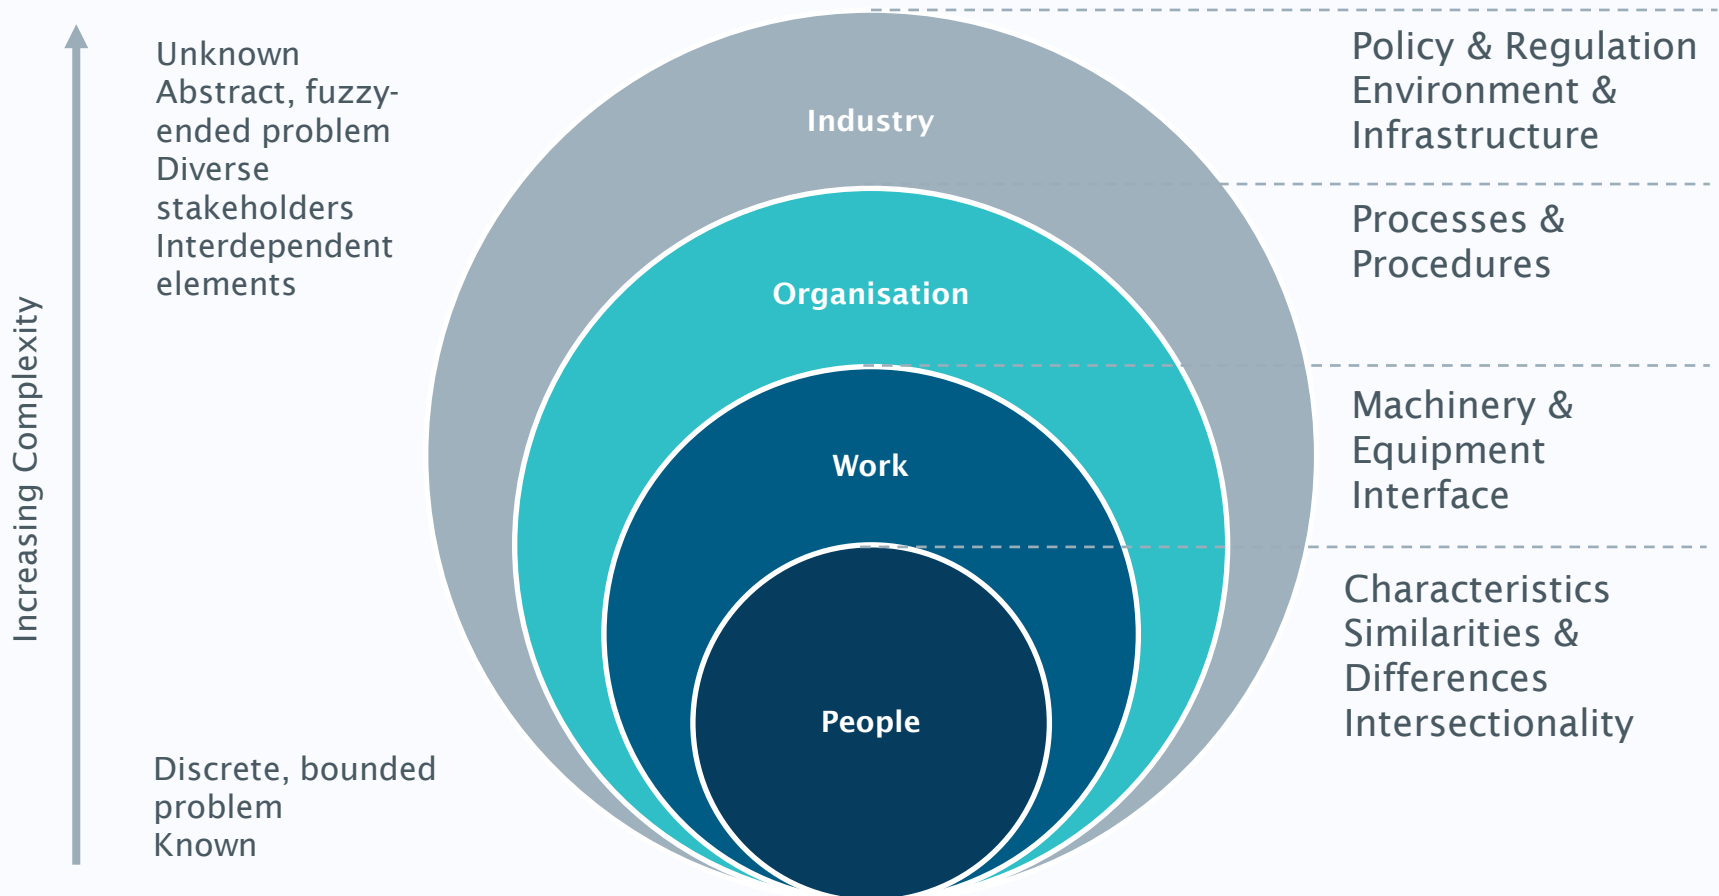 Increasing Complexity
Unknown
Abstract, fuzzy-
ended problem
Diverse
stakeholders
Interdependent
elements
Discrete, bounded
problem
Known
Industry
Organisation
Work
People
Policy & Regulation
Environment &
Infrastructure
Processes &
Procedures
Machinery &
Equipment
Interface
Characteristics
Similarities &
Differences
Intersectionality